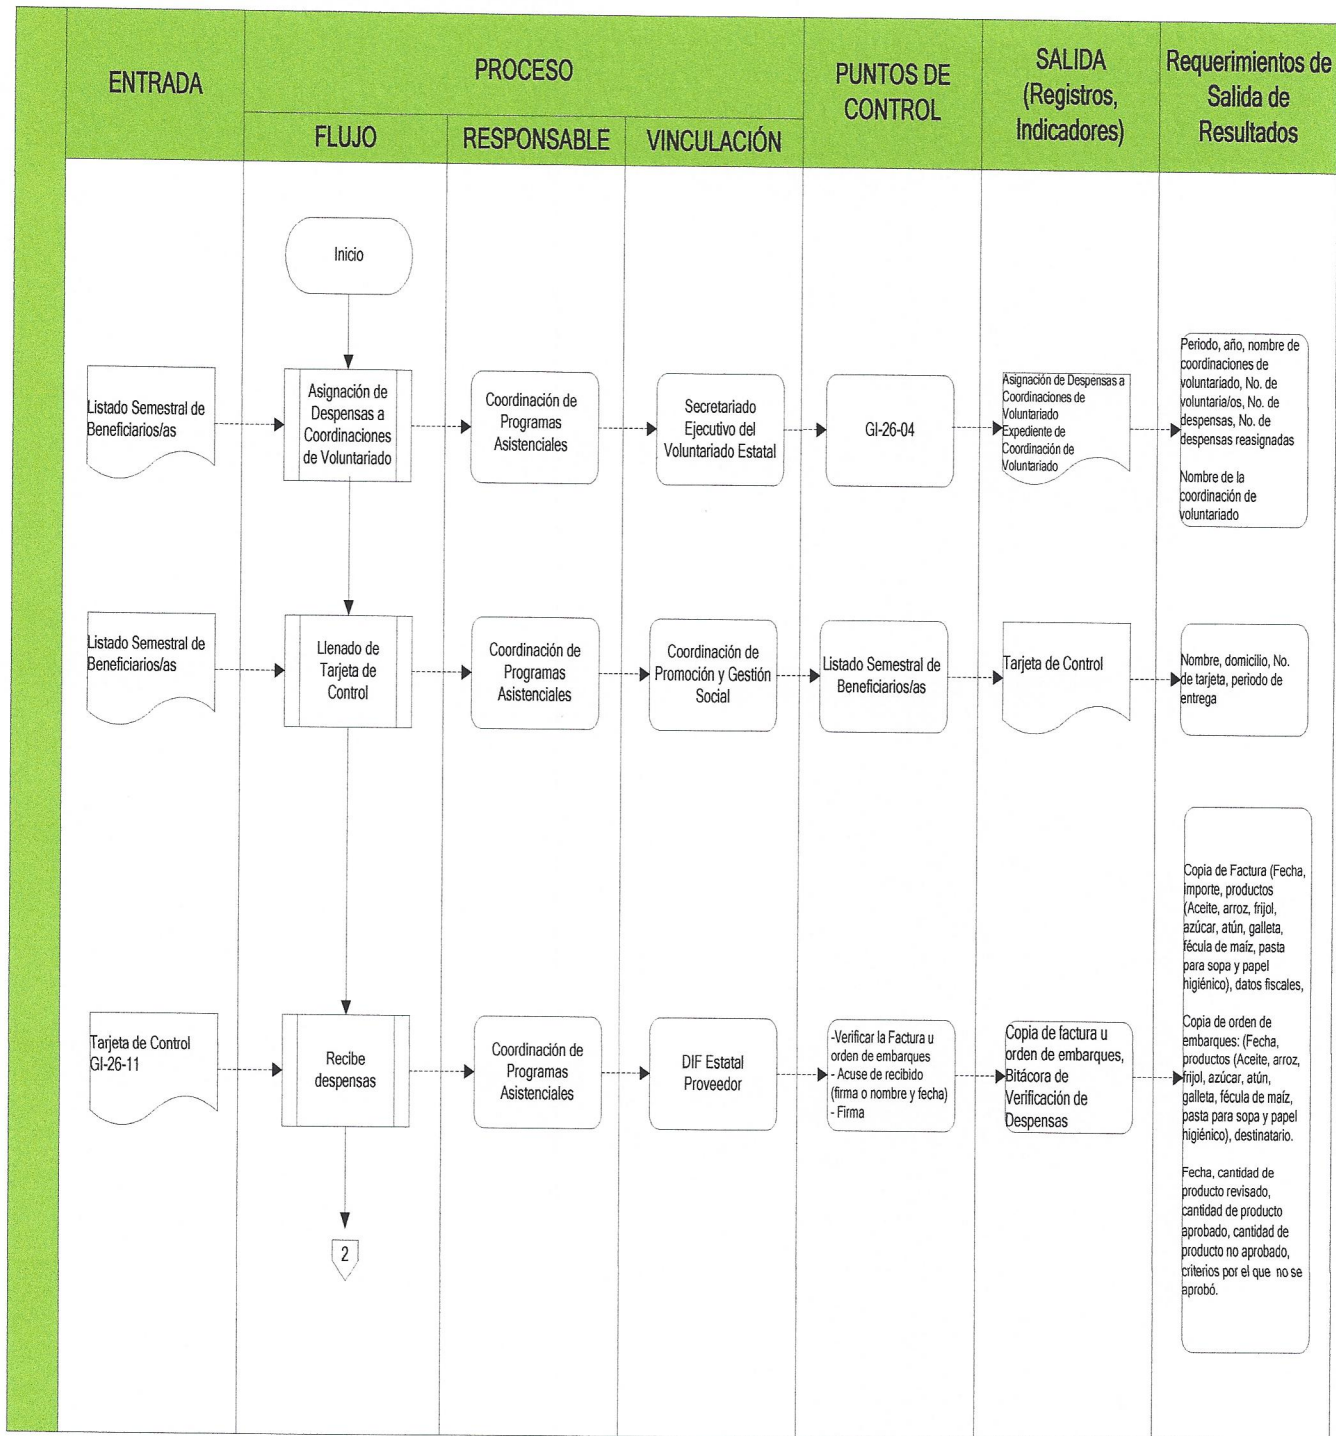 ENTRADA
PROCESO
PUNTOS DE
CONTROL
SALIDA
(Registros,
Indicadores)
Requerimientos de
Salida de
Resultados
FLUJO
RESPONSABLE
VINCULACIÓN
Inicio
Listado Semestral de
Beneficiarios/as
Asignación de
Despensas a
Coordinaciones
de Voluntariado
Coordinación de
Programas
Asistenciales
Secretariado
Ejecutivo del
Voluntariado Estatal
GI-26-04
Asignación de Despensas a
Coordinaciones de
Voluntariado
Expediente de
Coordinación de
Voluntariado
Periodo, año, nombre de
coordinaciones de
voluntariado, No. de
voluntaria/os, No. de
despensas, No. de
despensas reasignadas
Nombre de la
coordinación de
voluntariado
Listado Semestral de
Beneficiarios/as
Llenado de
Tarjeta de
Control
Coordinación de
Programas
Asistenciales
Coordinación de
Promoción y Gestión
Social
Listado Semestral de
Beneficiarios/as
Tarjeta de Control
Nombre, domicilio, No.
de tarjeta, periodo de
entrega
Tarjeta de Control
GI-26-11
Recibe
despensas
Coordinación de
Programas
Asistenciales
DIF Estatal
Proveedor
-Verificar la Factura u
orden de embarques
- Acuse de recibido
(firma o nombre y fecha)
- Firma
Copia de factura u
orden de embarques,
Bitácora de
Verificación de
Despensas
Copia de Factura (Fecha,
importe, productos
(Aceite, arroz, frijol,
azúcar, atún, galleta,
fécula de maíz, pasta
para sopa y papel
higiénico), datos fiscales,
Copia de orden de
embarques: (Fecha,
productos (Aceite, arroz,
frijol, azúcar, atún,
galleta, fécula de maíz,
pasta para sopa y papel
higiénico), destinatario.
Fecha, cantidad de
producto revisado,
cantidad de producto
aprobado, cantidad de
producto no aprobado,
criterios por el que no se
aprobó.
2